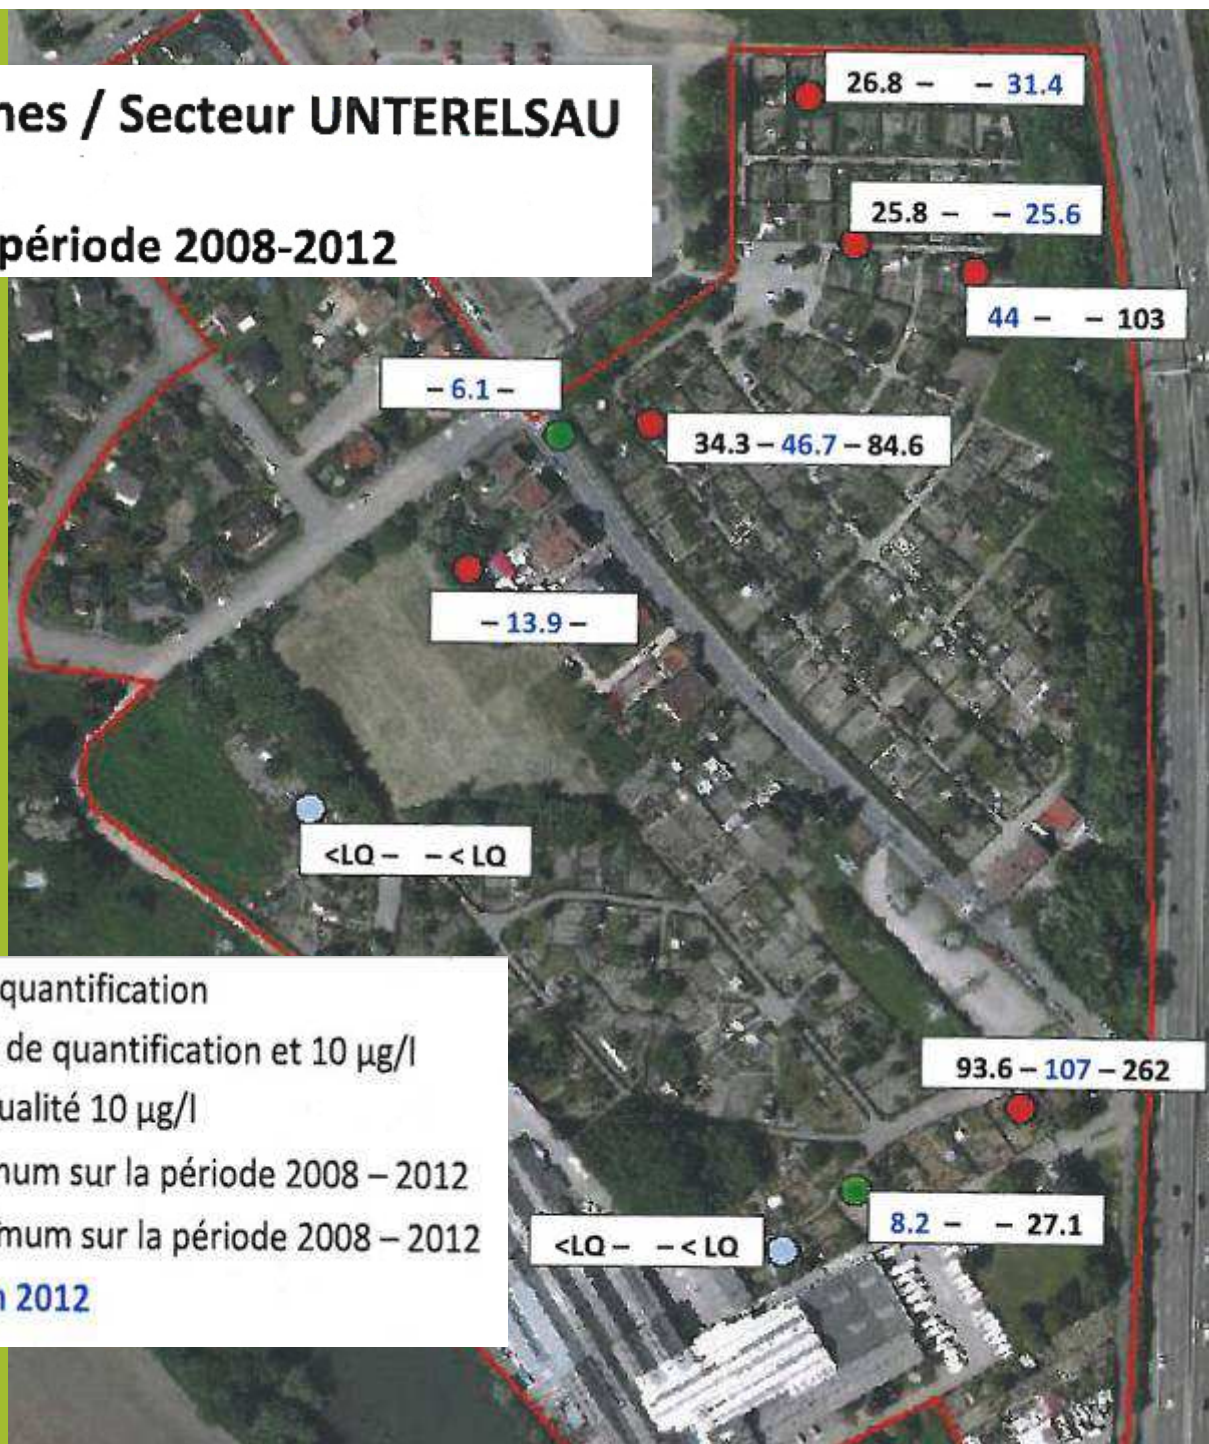 nes / Secteur UNTERELSAU
période 2008-2012
26.8 – – 31.4
25.8 – – 25.6
44 – – 103
– 6.1 –
34.3 – 46.7 – 84.6
– 13.9 –
<LQ – – < LQ
quantification
de quantification et 10 µg/l
ualité 10 µg/l
num sur la période 2008 – 2012
mum sur la période 2008 – 2012
n 2012
93.6 – 107 – 262
8.2 – – 27.1
<LQ – – < LQ